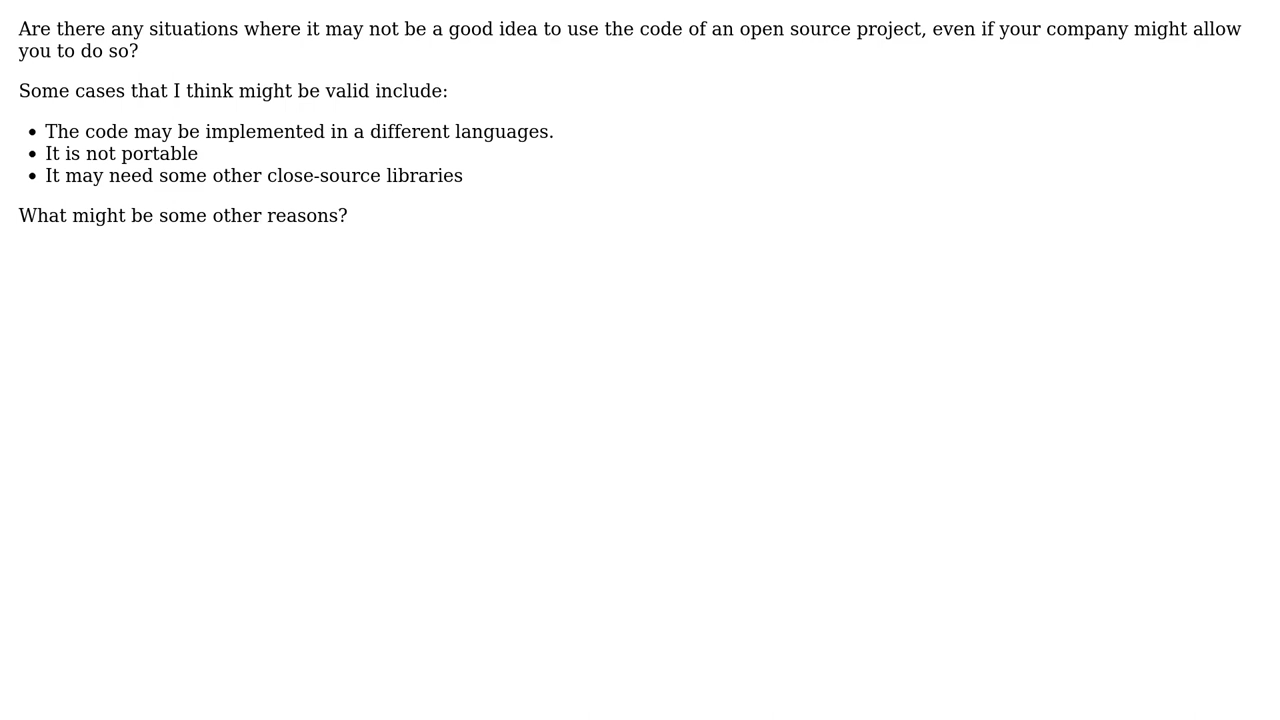 Are there any situations where it may not be a good idea to use the code of an open source project, even if your company might allow
you to do so?
Some cases that I think might be valid include:
• The code may be implemented in a different languages.
• It is not portable
• It may need some other close-source libraries
What might be some other reasons?